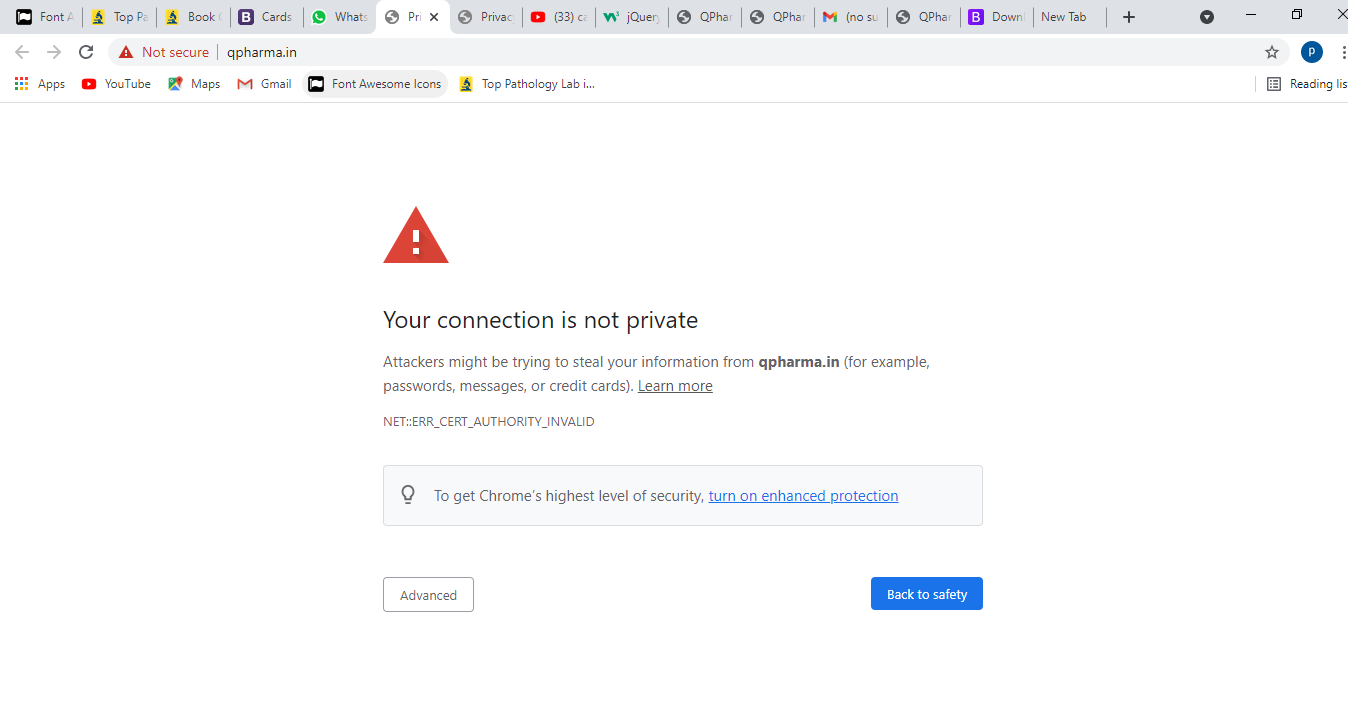 Font A Top Pa Book Cards Whats Pri Privac (33) ca jQuery QPhar QPhar (no su QPhar Downl New Tab
Not secure qpharma.in P
Apps YouTube Maps Gmail Font Awesome Icons Top Pathology Lab i... Reading lis
Your connection is not private
Attackers might be trying to steal your information from qpharma.in (for example,
passwords, messages, or credit cards). Learn more
NET::ERR_CERT_AUTHORITY_INVALID
To get Chrome's highest level of security, turn on enhanced protection
Advanced Back to safety